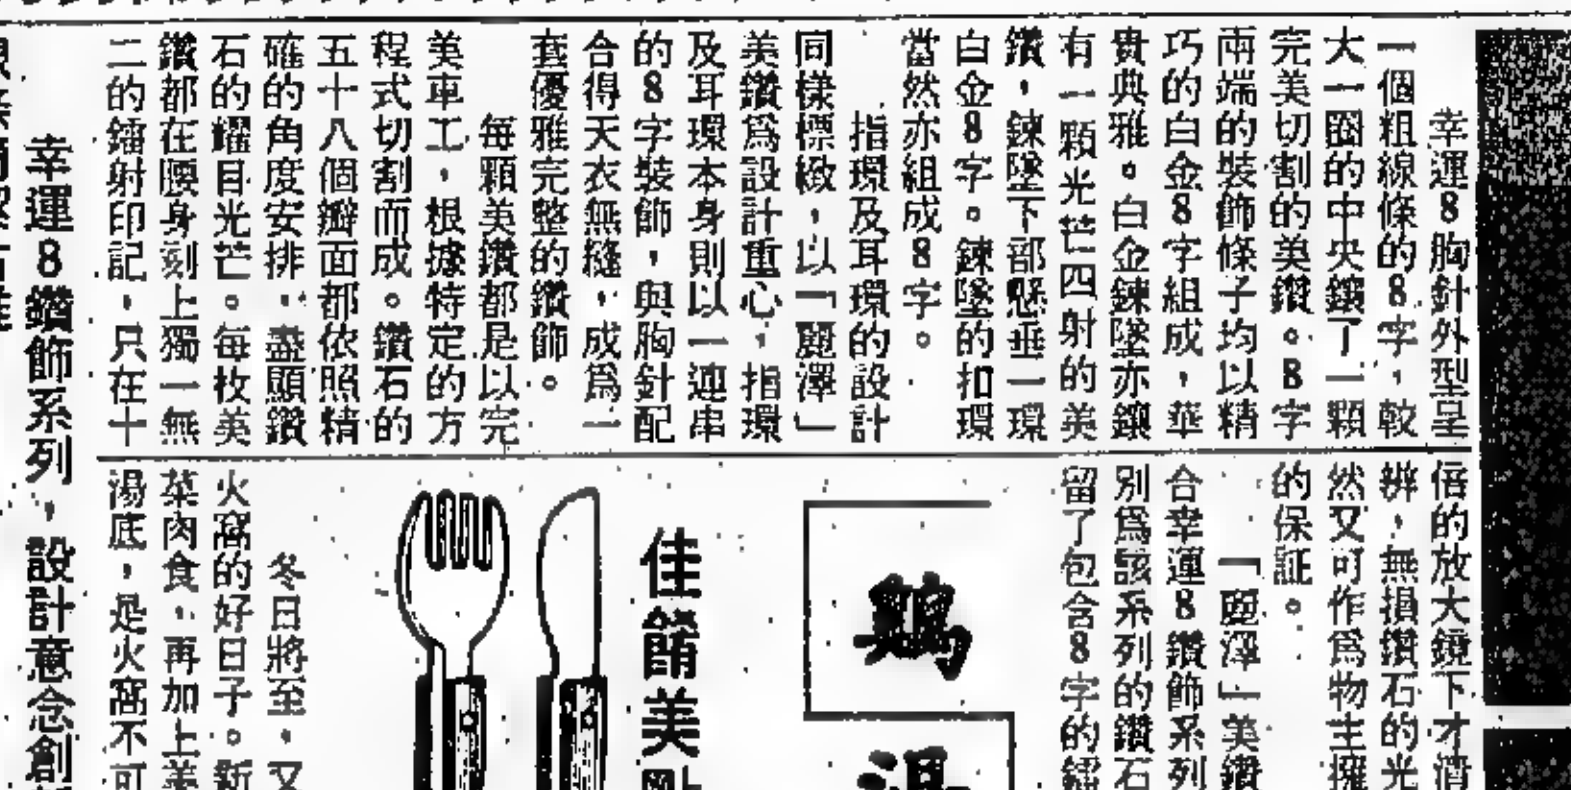 幸運8胸針外型呈
一個粗線條的8字，較
大一圈的中央鑲了一顆
完美切割的美鑽。8字
兩端的裝飾條子均以精
巧的白金8字組成，華
貴典雅。白金鍊墜亦鑲
有一顆光芒四射的美
鑽，鍊墜下部懸垂一環
白金8字。鍊墜的扣環
當然亦組成8字。
指環及耳環的設計
同樣標緻，以「麗澤」
美鑽爲設計重心，指環
及耳環本身則以一連串
的8字裝飾，與胸針配
合得天衣無縫，成爲一
套優雅完整的鑽飾。
每顆美鑽都是以完
美車工，根據特定的方
程式切割而成。鑽石的
五十八個瓣面都依照精
確的角度安排，盡顯鑽
石的耀目光芒。每枚美
鑽都在腰身刻上獨一無
二的鐳射印記，只在十
倍的放大鏡下才清
辨，無損鑽石的光
然又可作爲物主擁
的保証。
「麗澤」美鑽
合幸運8鑽飾系列
別爲該系列的鑽石
留了包含8字的鐳
幸運8鑽飾系列，設計意念創
鷄
湯
佳餚美點
冬日將至，又
火窩的好日子。新
菜肉食，再加上美
湯底，是火窩不可